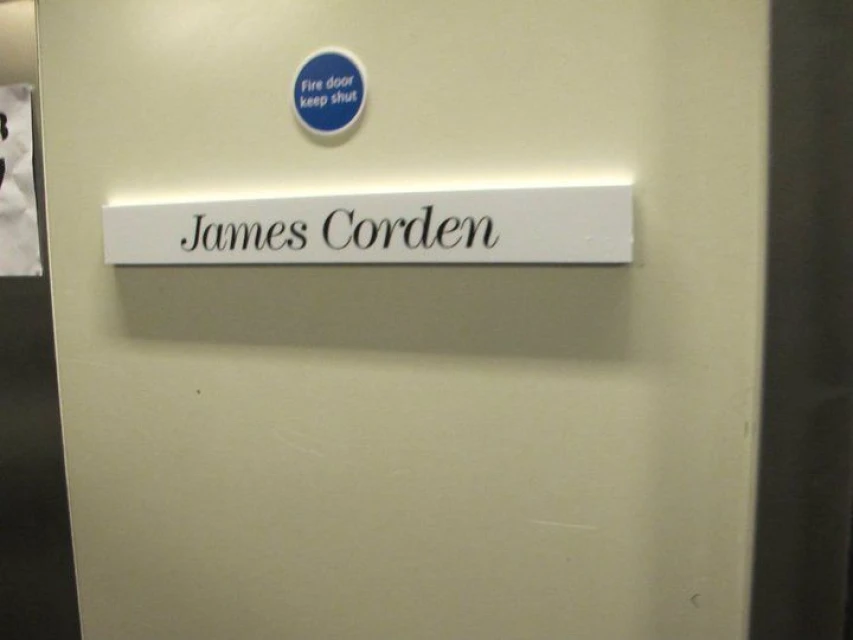 Fire door
keep shut
James Corden